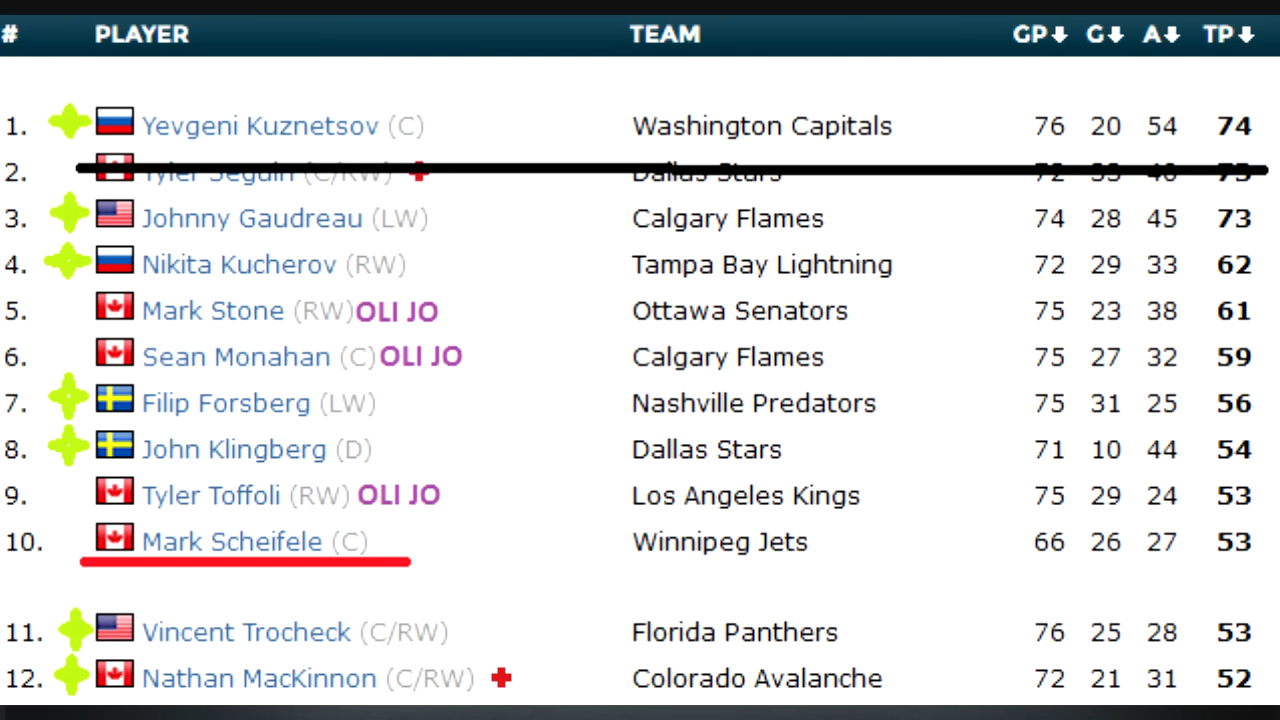 # PLAYER TEAM GP G A TP
1. Yevgeni Kuznetsov (C) Washington Capitals 76 20 54 74
2. Tyler Seguin (C/RW) Dallas Stars 72 33 40 73
3. Johnny Gaudreau (LW) Calgary Flames 74 28 45 73
4. Nikita Kucherov (RW) Tampa Bay Lightning 72 29 33 62
5. Mark Stone (RW) OLI JO Ottawa Senators 75 23 38 61
6. Sean Monahan (C) OLI JO Calgary Flames 75 27 32 59
7. Filip Forsberg (LW) Nashville Predators 75 31 25 56
8. John Klingberg (D) Dallas Stars 71 10 44 54
9. Tyler Toffoli (RW) OLI JO Los Angeles Kings 75 29 24 53
10. Mark Scheifele (C) Winnipeg Jets 66 26 27 53
11. Vincent Trocheck (C/RW) Florida Panthers 76 25 28 53
12. Nathan MacKinnon (C/RW) Colorado Avalanche 72 21 31 52